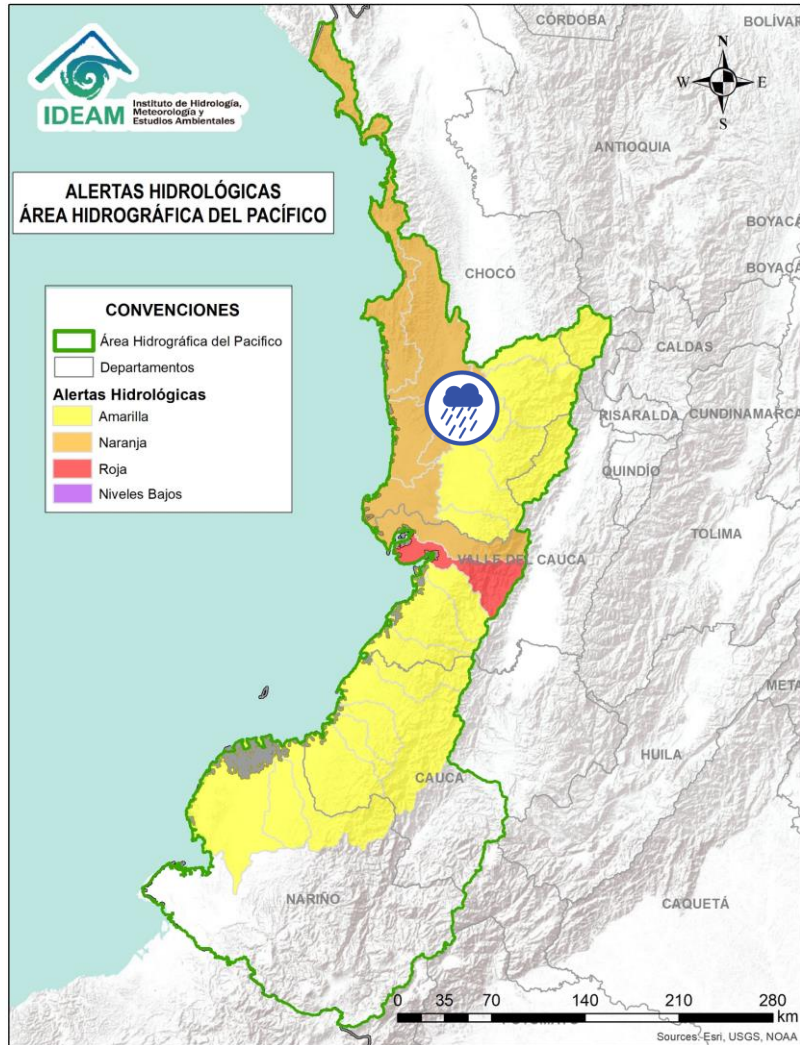 CÓRDOBA
BOLÍVAR
IDEAM
Instituto de Hidrología,
Meteorología y
Estudios Ambientales
N
W E
S
ANTIOQUIA
ALERTAS HIDROLÓGICAS
ÁREA HIDROGRÁFICA DEL PACÍFICO
BOYACÁ
BOYACÁ
CHOCÓ
CONVENCIONES
Área Hidrográfica del Pacifico
Departamentos
Alertas Hidrológicas
Amarilla
Naranja
Roja
Niveles Bajos
CALDAS
RISARALDA
CUNDINAMARCA
QUINDÍO
TOLIMA
VALLE DEL CAUCA
META
HUILA
CAUCA
NARIÑO
CAQUETÁ
0 35 70 140 210 280
km
Sources: Esri, USGS, NOAA